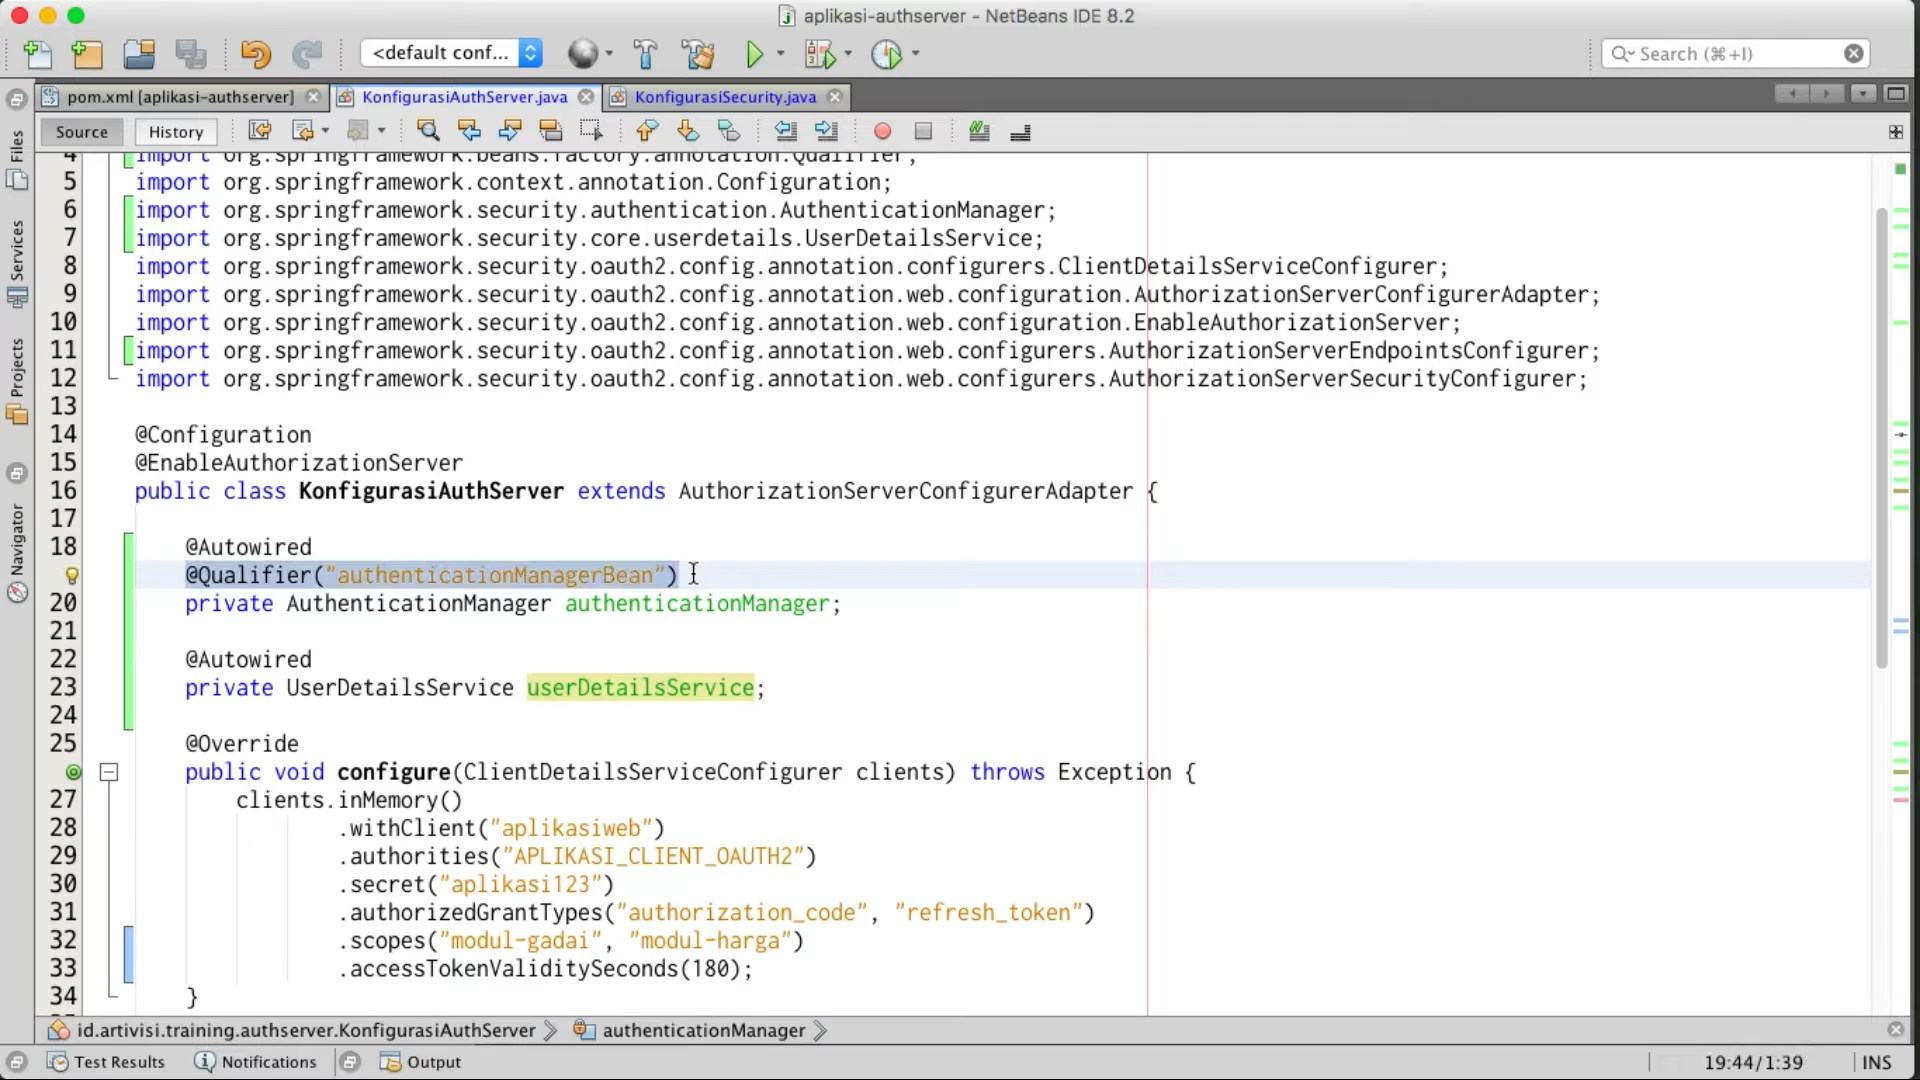 aplikasi-authserver - NetBeans IDE 8.2
<default conf...
Search (⌘+I)
pom.xml [aplikasi-authserver]
KonfigurasiAuthServer.java
KonfigurasiSecurity.java
Source
History
Files
Services
Projects
Navigator
4 import org.springframework.beans.factory.annotation.Qualifier;
5 import org.springframework.context.annotation.Configuration;
6 import org.springframework.security.authentication.AuthenticationManager;
7 import org.springframework.security.core.userdetails.UserDetailsService;
8 import org.springframework.security.oauth2.config.annotation.configurers.ClientDetailsServiceConfigurer;
9 import org.springframework.security.oauth2.config.annotation.web.configuration.AuthorizationServerConfigurerAdapter;
10 import org.springframework.security.oauth2.config.annotation.web.configuration.EnableAuthorizationServer;
11 import org.springframework.security.oauth2.config.annotation.web.configurers.AuthorizationServerEndpointsConfigurer;
12 import org.springframework.security.oauth2.config.annotation.web.configurers.AuthorizationServerSecurityConfigurer;
13
14 @Configuration
15 @EnableAuthorizationServer
16 public class KonfigurasiAuthServer extends AuthorizationServerConfigurerAdapter {
17
18 @Autowired
@Qualifier("authenticationManagerBean")
20 private AuthenticationManager authenticationManager;
21
22 @Autowired
23 private UserDetailsService userDetailsService;
24
25 @Override
public void configure(ClientDetailsServiceConfigurer clients) throws Exception {
27 clients.inMemory()
28 .withClient("aplikasiweb")
29 .authorities("APLIKASI_CLIENT_OAUTH2")
30 .secret("aplikasi123")
31 .authorizedGrantTypes("authorization_code", "refresh_token")
32 .scopes("modul-gadai", "modul-harga")
33 .accessTokenValiditySeconds(180);
34 }
id.artivisi.training.authserver.KonfigurasiAuthServer
authenticationManager
Test Results
Notifications
Output
19:44/1:39
INS